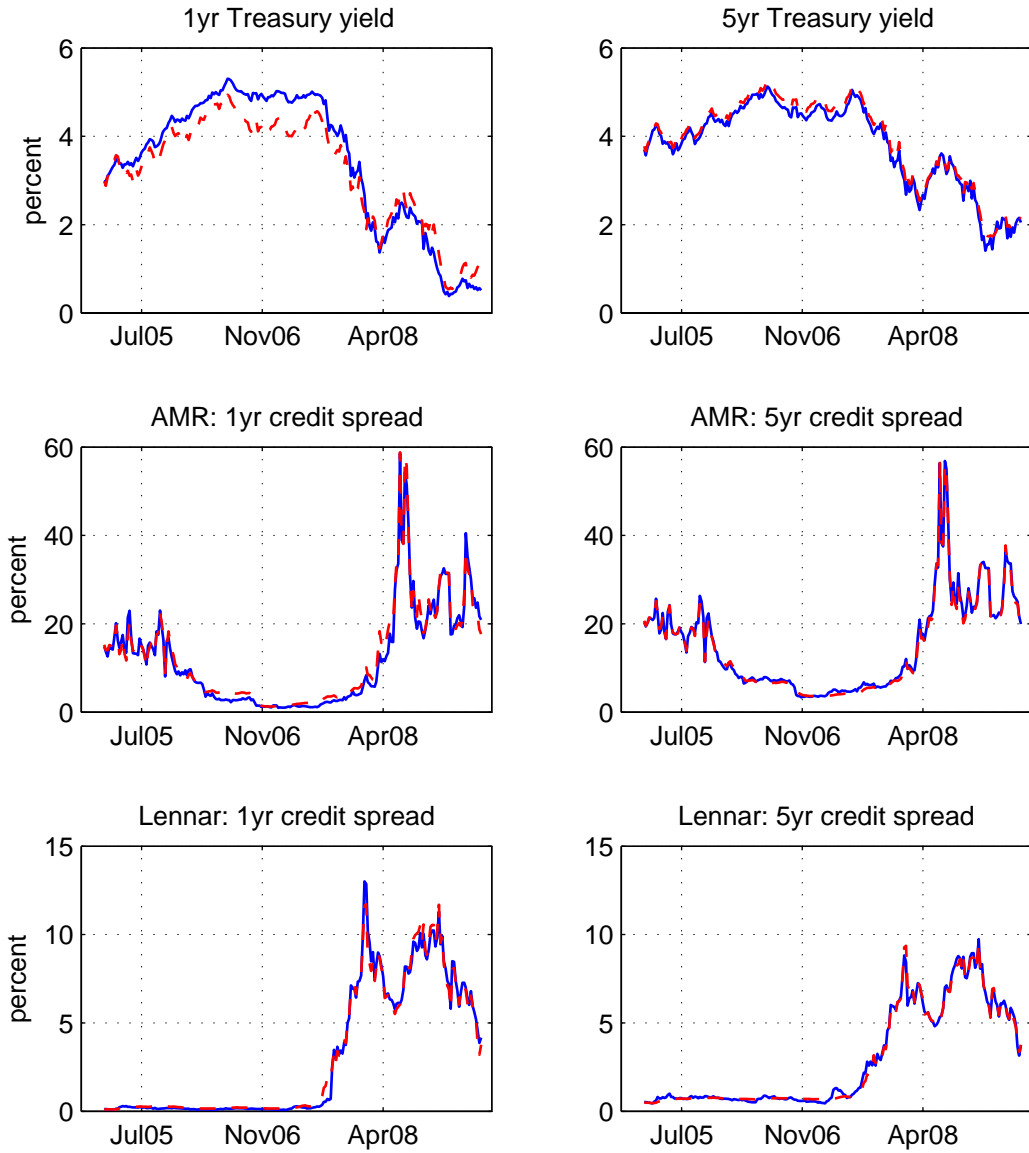 1yr Treasury yield
5yr Treasury yield
percent
6
4
2
0
Jul05 Nov06 Apr08
6
4
2
0
Jul05 Nov06 Apr08
AMR: 1yr credit spread
AMR: 5yr credit spread
percent
60
40
20
0
Jul05 Nov06 Apr08
60
40
20
0
Jul05 Nov06 Apr08
Lennar: 1yr credit spread
Lennar: 5yr credit spread
percent
15
10
5
0
Jul05 Nov06 Apr08
15
10
5
0
Jul05 Nov06 Apr08